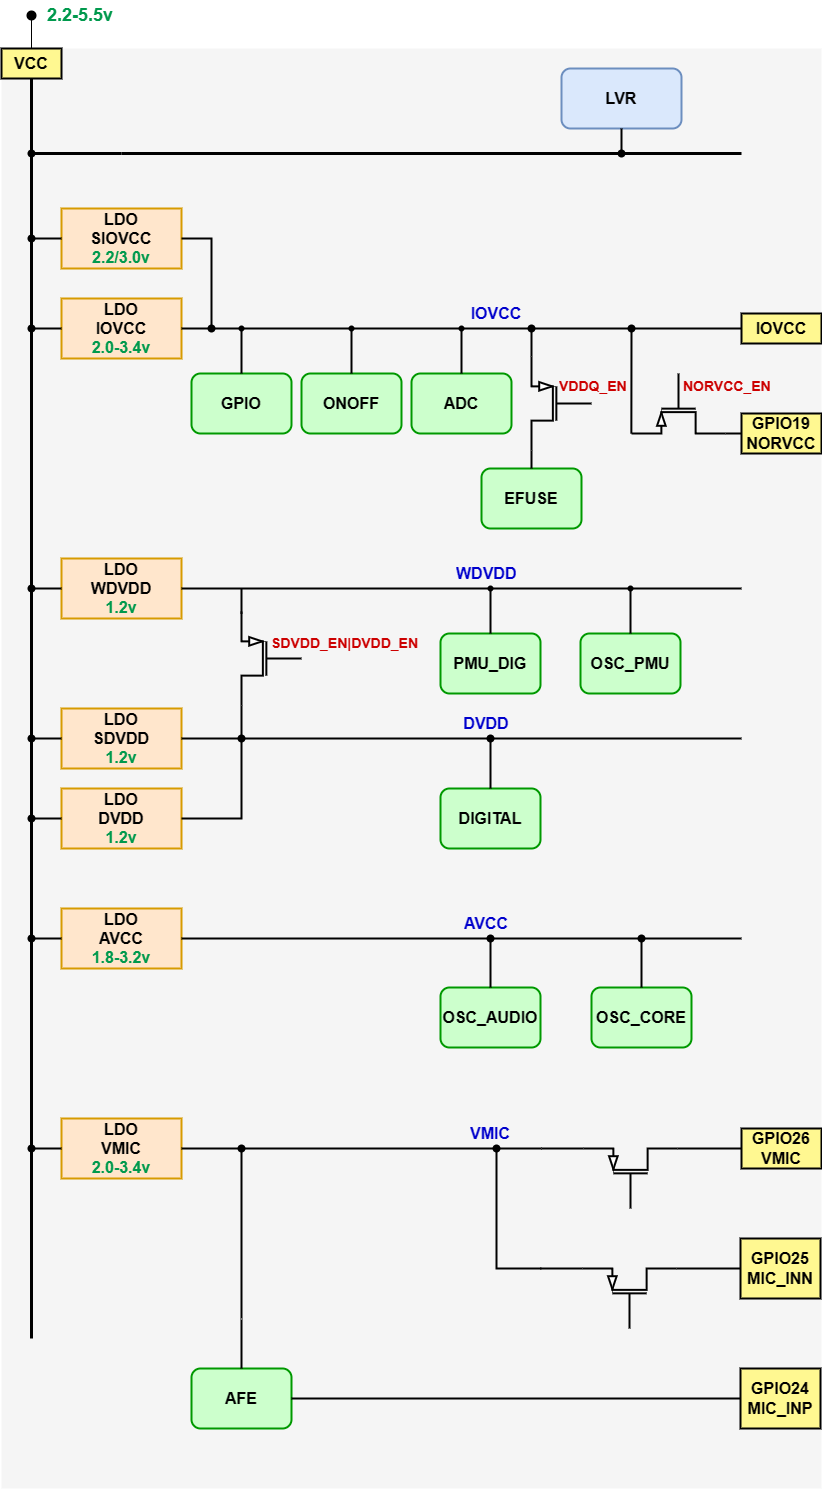 2.2-5.5v
VCC
LVR
LDO
SIOVCC
2.2/3.0v
LDO
IOVCC
2.0-3.4v
IOVCC
IOVCC
GPIO
ONOFF
ADC
VDDQ_EN
NORVCC_EN
GPIO19
NORVCC
EFUSE
LDO
WDVDD
1.2v
WDVDD
SDVDD_EN|DVDD_EN
PMU_DIG
OSC_PMU
LDO
SDVDD
1.2v
DVDD
LDO
DVDD
1.2v
DIGITAL
LDO
AVCC
1.8-3.2v
AVCC
OSC_AUDIO
OSC_CORE
LDO
VMIC
2.0-3.4v
VMIC
GPIO26
VMIC
GPIO25
MIC_INN
AFE
GPIO24
MIC_INP